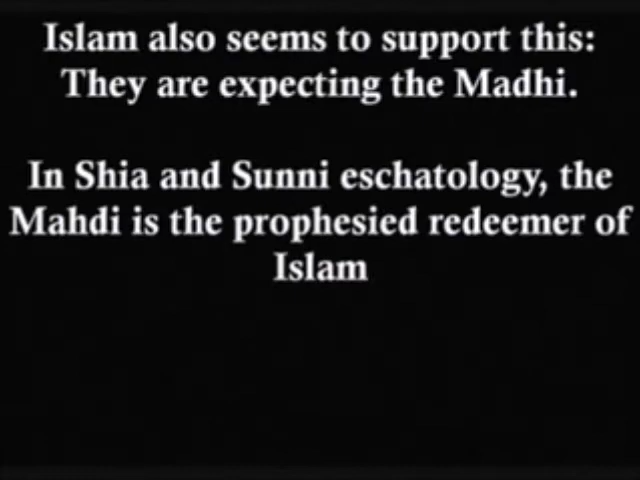 Islam also seems to support this:
They are expecting the Madhi.
In Shia and Sunni eschatology, the
Mahdi is the prophesied redeemer of
Islam